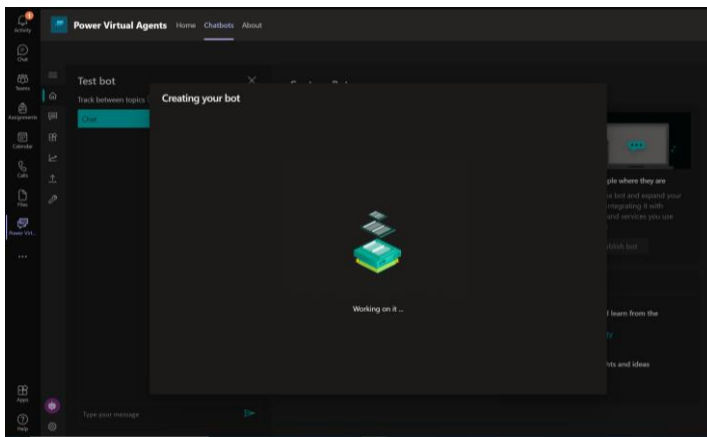 Activity
Power Virtual Agents Home Chatbots About
Chat
Teams
Assignments
Calendar
Calls
Files
Power Virt...
Apps
Help
Test bot
Track between topics
Chat
Type your message
Creating your bot
Working on it ...
ple where they are
e bot and expand your
integrating it with
and services you use
ublish bot
l learn from the
hts and ideas